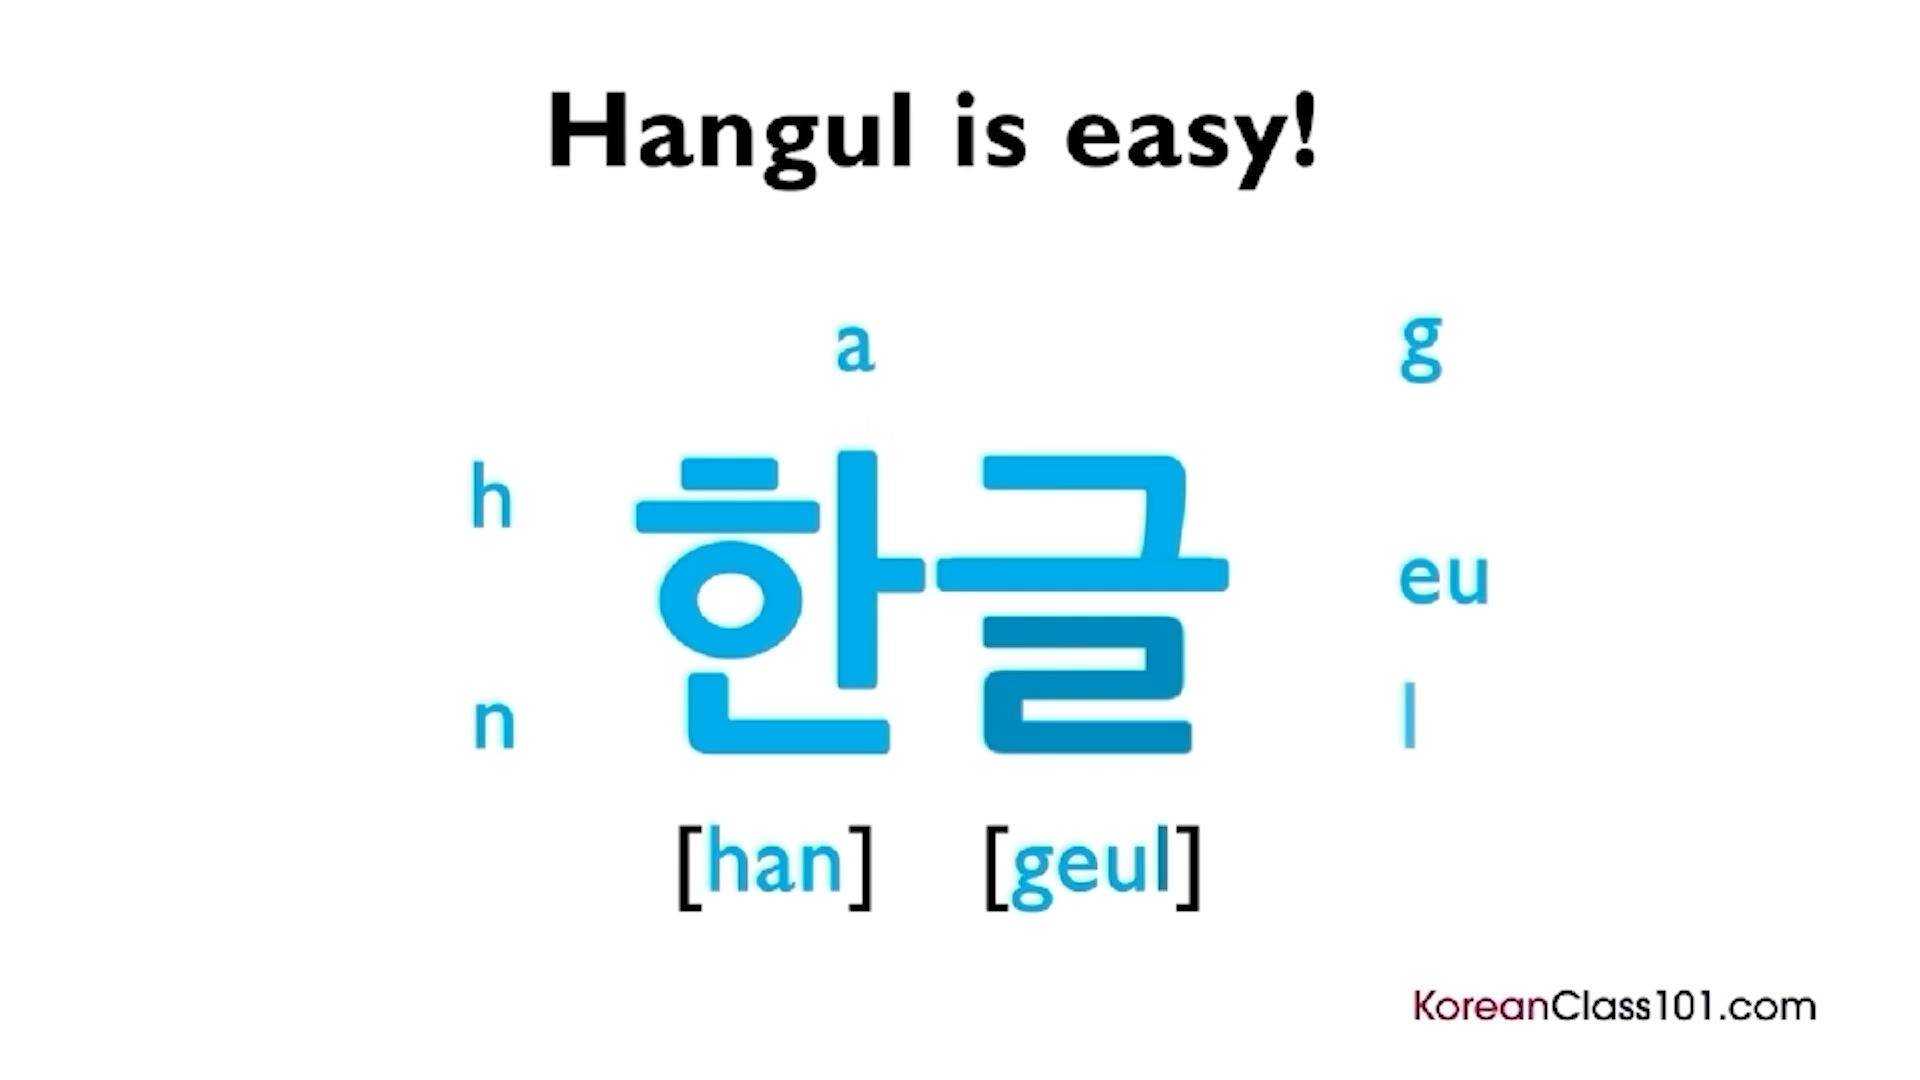 Hangul is easy!
a
g
h
한글
eu
n
l
[han] [geul]
KoreanClass101.com